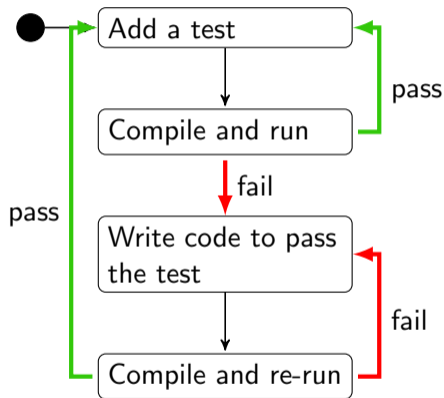 Add a test
pass
Compile and run
fail
pass
Write code to pass
the test
fail
Compile and re-run